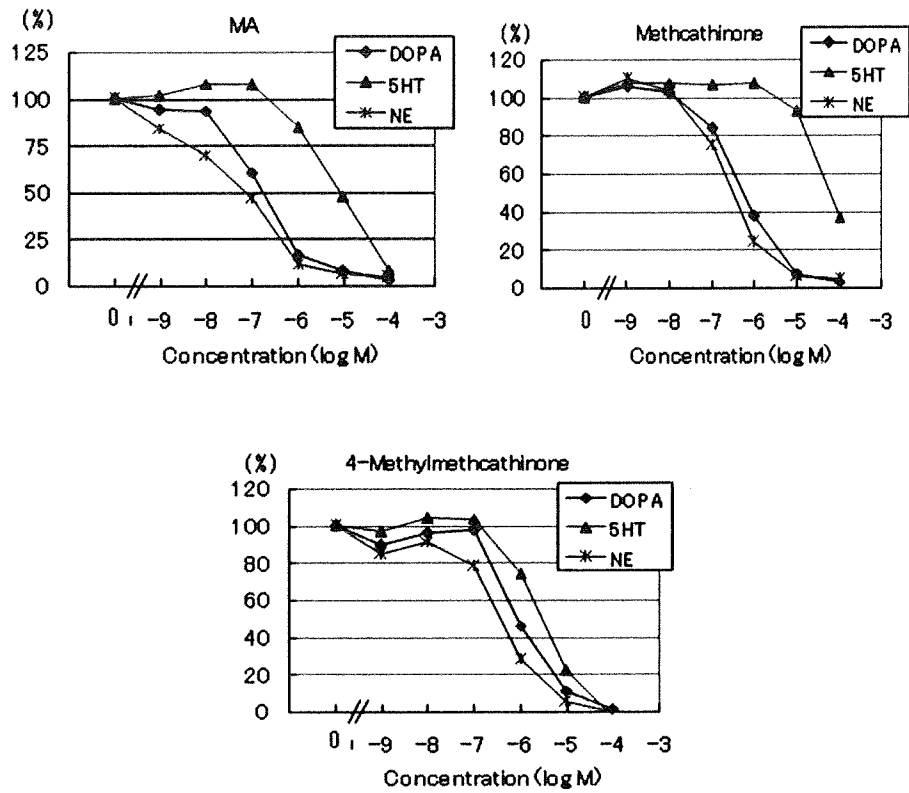 (%)
MA
DOPA
5HT
NE
125
100
75
50
25
0
0 -9 -8 -7 -6 -5 -4 -3
Concentration (log M)
(%)
Methcathinone
DOPA
5HT
NE
120
100
80
60
40
20
0
0 -9 -8 -7 -6 -5 -4 -3
Concentration (log M)
(%)
4-Methylmethcathinone
DOPA
5HT
NE
120
100
80
60
40
20
0
0 -9 -8 -7 -6 -5 -4 -3
Concentration (log M)